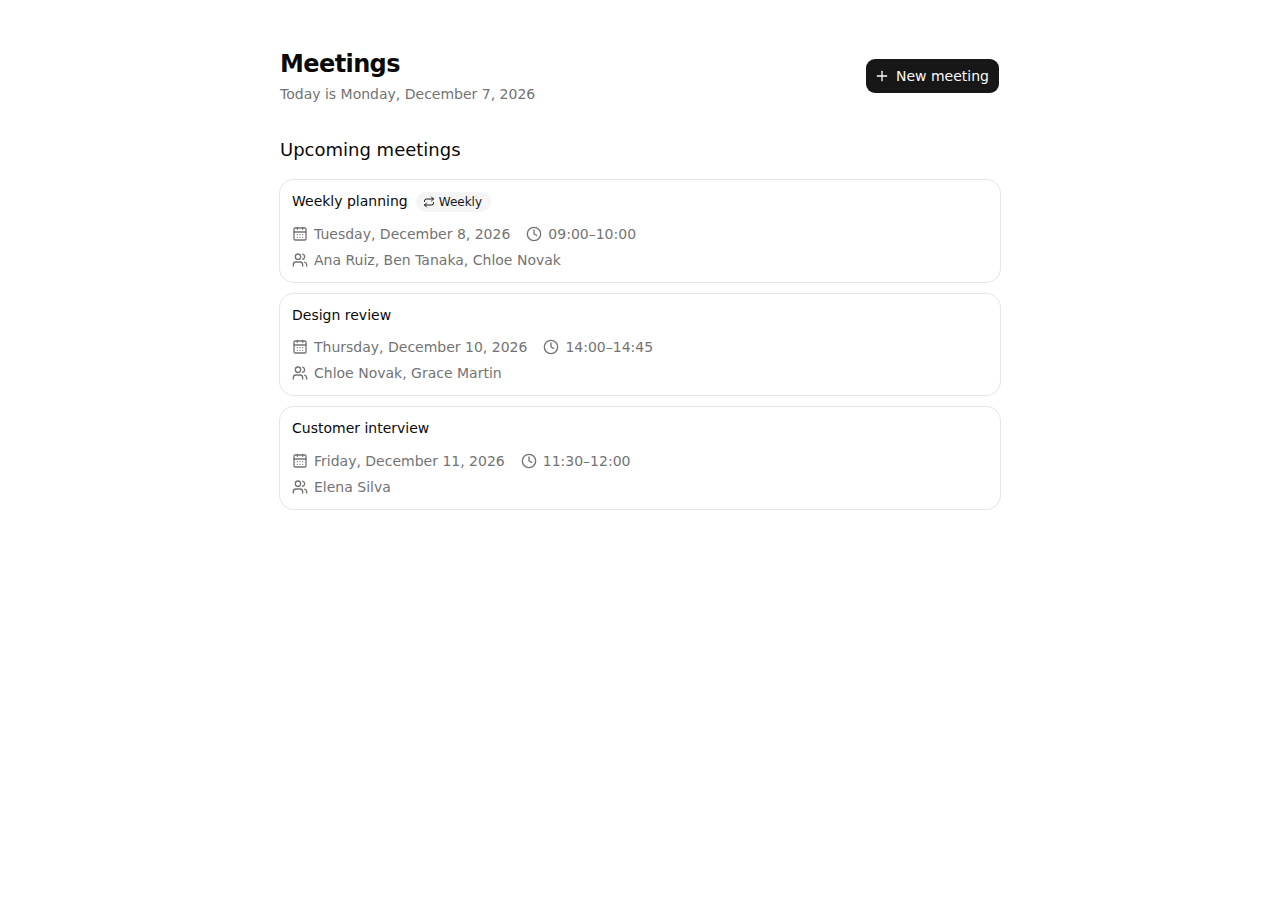 Meetings
Today is Monday, December 7, 2026
New meeting
Upcoming meetings
Weekly planning Weekly
Tuesday, December 8, 2026 09:00–10:00
Ana Ruiz, Ben Tanaka, Chloe Novak
Design review
Thursday, December 10, 2026 14:00–14:45
Chloe Novak, Grace Martin
Customer interview
Friday, December 11, 2026 11:30–12:00
Elena Silva